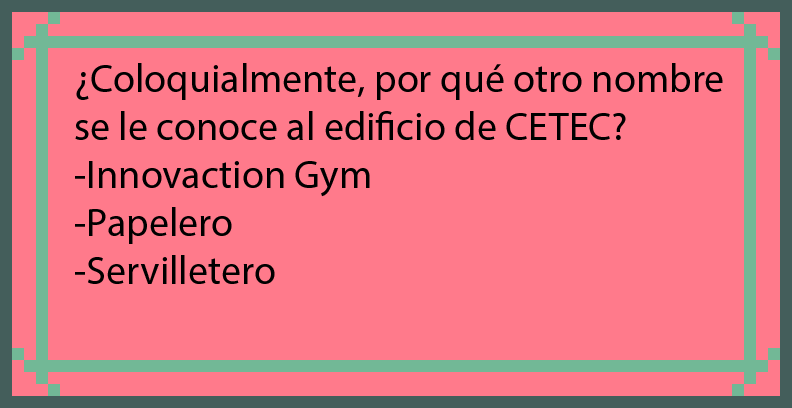 ¿Coloquialmente, por qué otro nombre
se le conoce al edificio de CETEC?
-Innovaction Gym
-Papelero
-Servilletero